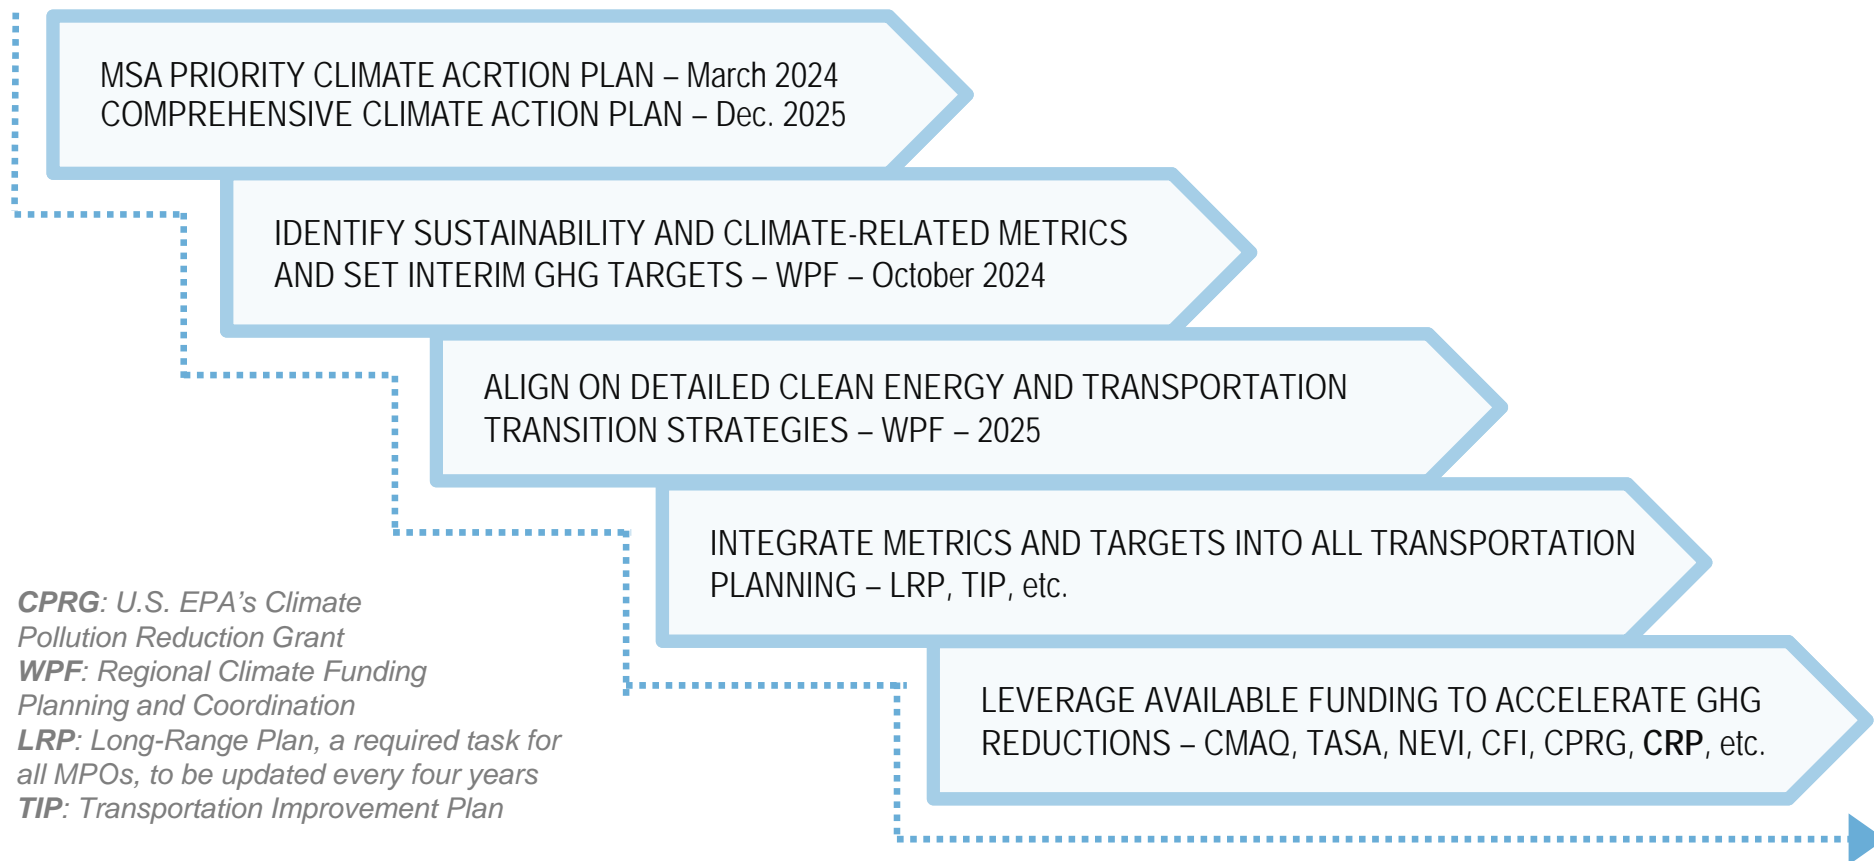 MSA PRIORITY CLIMATE ACRTION PLAN – March 2024
COMPREHENSIVE CLIMATE ACTION PLAN – Dec. 2025
IDENTIFY SUSTAINABILITY AND CLIMATE-RELATED METRICS
AND SET INTERIM GHG TARGETS – WPF – October 2024
ALIGN ON DETAILED CLEAN ENERGY AND TRANSPORTATION
TRANSITION STRATEGIES – WPF – 2025
INTEGRATE METRICS AND TARGETS INTO ALL TRANSPORTATION
PLANNING – LRP, TIP, etc.
LEVERAGE AVAILABLE FUNDING TO ACCELERATE GHG
REDUCTIONS – CMAQ, TASA, NEVI, CFI, CPRG, CRP, etc.
CPRG: U.S. EPA’s Climate
Pollution Reduction Grant
WPF: Regional Climate Funding
Planning and Coordination
LRP: Long-Range Plan, a required task for
all MPOs, to be updated every four years
TIP: Transportation Improvement Plan